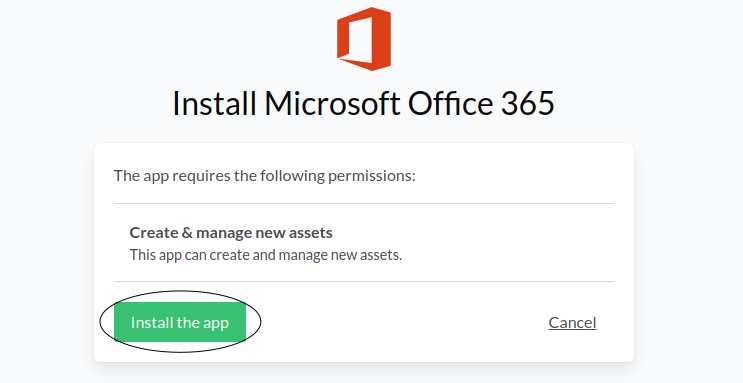 Install Microsoft Office 365
The app requires the following permissions:
Create & manage new assets
This app can create and manage new assets.
Install the app
Cancel